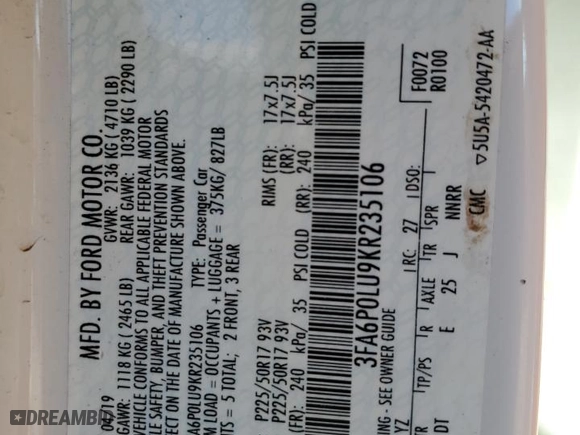 MFD. BY FORD MOTOR CO.
GVWR: 2136 KG ( 4710 LB)
GAWR: 1118 KG ( 2465 LB) REAR GAWR: 1039 KG ( 2290 LB)
VEHICLE CONFORMS TO ALL APPLICABLE FEDERAL MOTOR
LE SAFETY, BUMPER, AND THEFT PREVENTION STANDARDS
ECT ON THE DATE OF MANUFACTURE SHOWN ABOVE.
A6P0LU9KR235106 TYPE: Passenger Car
M LOAD = OCCUPANTS + LUGGAGE = 375KG/ 827LB
TS = 5 TOTAL; 2 FRONT, 3 REAR
P225/50R17 93V RIMS (FR): 17x7.5J
P225/50R17 93V (RR): 17x7.5J
(FR): 240 kPa/ 35 PSI COLD (RR): 240 kPa/ 35 PSI COLD
3FA6P0LU9KR235106
ING - SEE OWNER GUIDE F0072
YZ RC: 27 DSO: R0100
TP/PS R AXLE TR SPR
DT E 25 J NNRR
CMC ▽5U5A-5420472-AA
DREAMBID